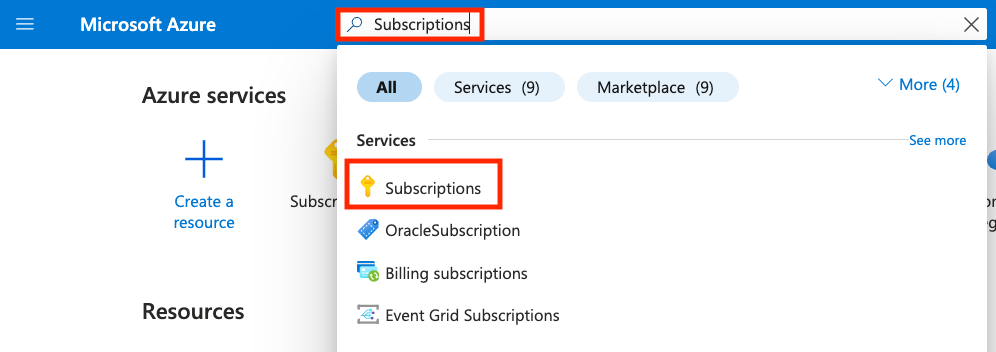 Microsoft Azure
Subscriptions
All
Services (9)
Marketplace (9)
More (4)
Azure services
Services
See more
Create a
resource
Subscriptions
OracleSubscription
Billing subscriptions
Event Grid Subscriptions
Resources